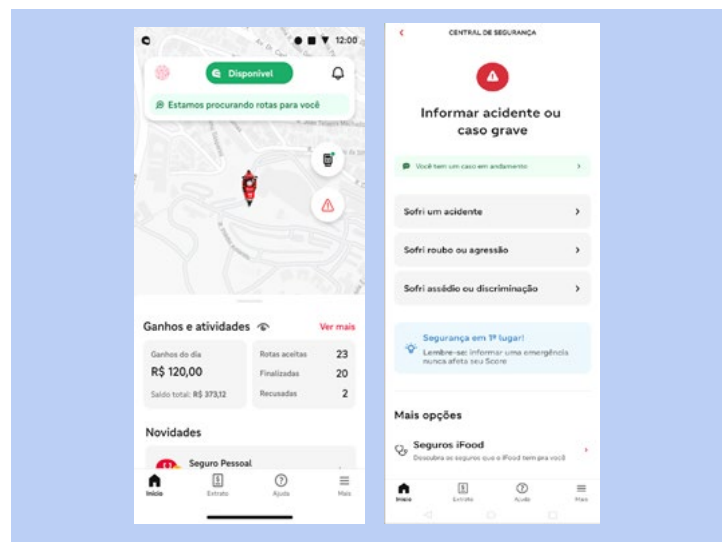 12:00
Disponível
Estamos procurando rotas para você
Ganhos e atividades
Ver mais
Ganhos do dia
R$ 120,00
Saldo total: R$ 373,12
Rotas aceitas 23
Finalizadas 20
Recusadas 2
Novidades
Seguro Pessoal
Início
Extrato
Ajuda
Mais
CENTRAL DE SEGURANÇA
Informar acidente ou
caso grave
Você tem um caso em andamento
Sofri um acidente
Sofri roubo ou agressão
Sofri assédio ou discriminação
Segurança em 1º lugar!
Lembre-se: informar uma emergência
nunca afeta seu Score
Mais opções
Seguros iFood
Descubra os seguros que o iFood tem pra você
Início
Extrato
Ajuda
Mais